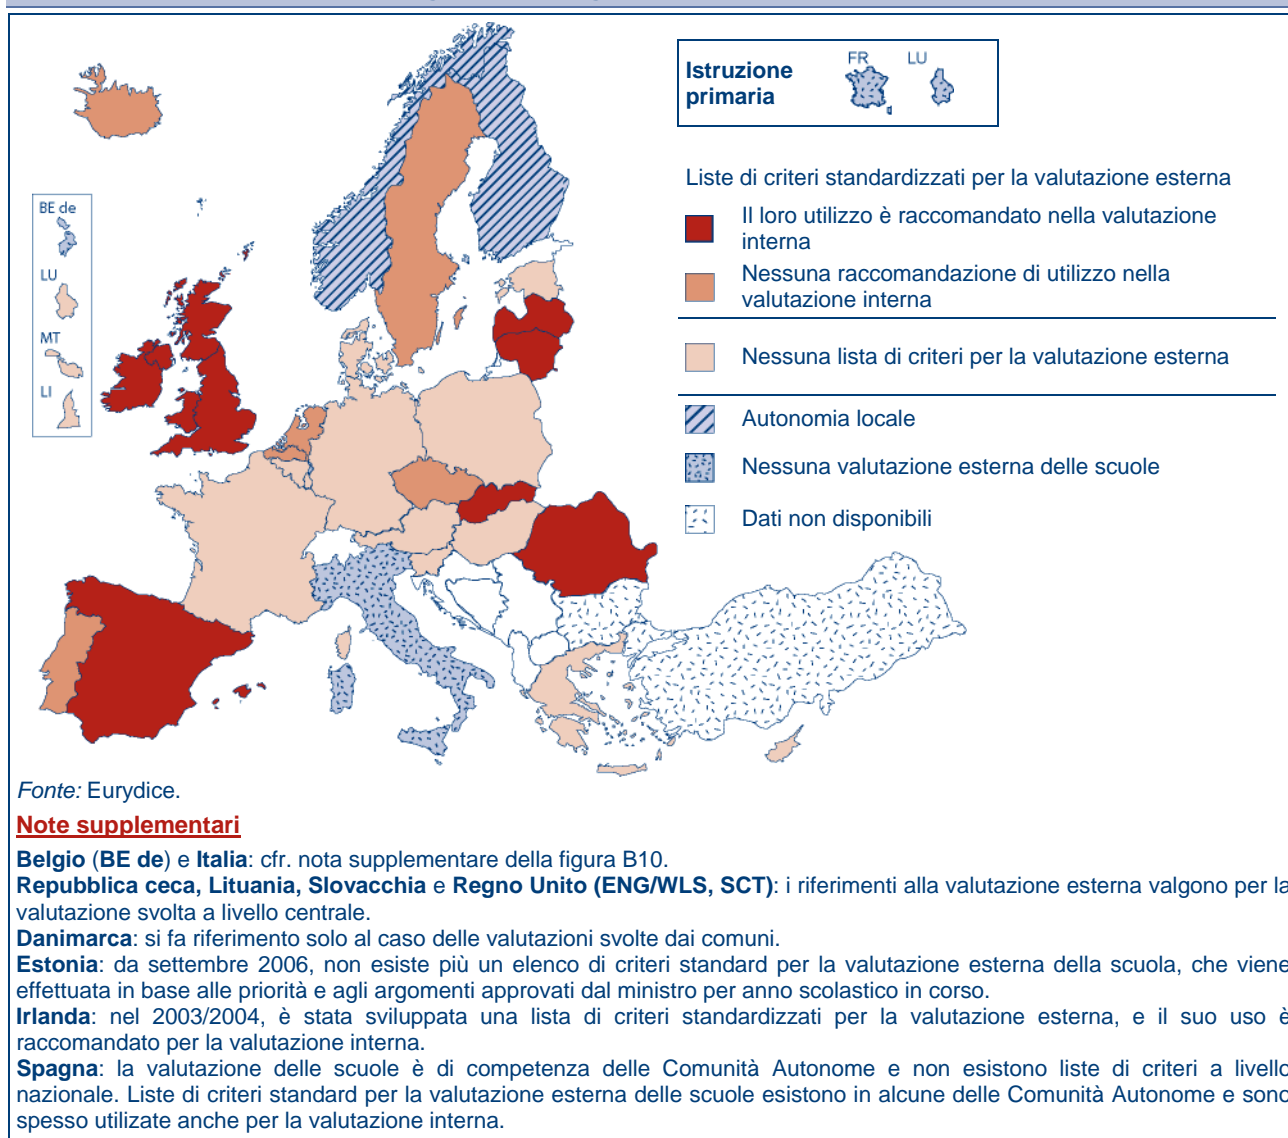 Istruzione
primaria
FR
LU
BE de
LU
MT
LI
Liste di criteri standardizzati per la valutazione esterna
Il loro utilizzo è raccomandato nella valutazione
interna
Nessuna raccomandazione di utilizzo nella
valutazione interna
Nessuna lista di criteri per la valutazione esterna
Autonomia locale
Nessuna valutazione esterna delle scuole
Dati non disponibili
Fonte: Eurydice.
Note supplementari
Belgio (BE de) e Italia: cfr. nota supplementare della figura B10.
Repubblica ceca, Lituania, Slovacchia e Regno Unito (ENG/WLS, SCT): i riferimenti alla valutazione esterna valgono per la
valutazione svolta a livello centrale.
Danimarca: si fa riferimento solo al caso delle valutazioni svolte dai comuni.
Estonia: da settembre 2006, non esiste più un elenco di criteri standard per la valutazione esterna della scuola, che viene
effettuata in base alle priorità e agli argomenti approvati dal ministro per anno scolastico in corso.
Irlanda: nel 2003/2004, è stata sviluppata una lista di criteri standardizzati per la valutazione esterna, e il suo uso è
raccomandato per la valutazione interna.
Spagna: la valutazione delle scuole è di competenza delle Comunità Autonome e non esistono liste di criteri a livello
nazionale. Liste di criteri standard per la valutazione esterna delle scuole esistono in alcune delle Comunità Autonome e sono
spesso utilizate anche per la valutazione interna.